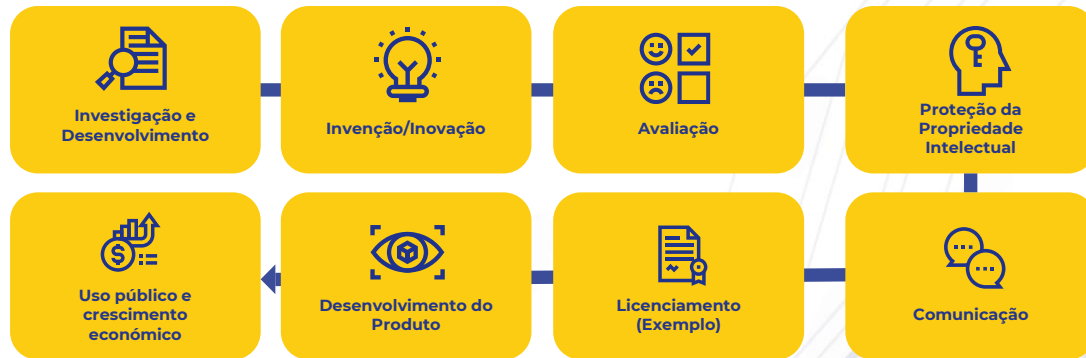 Investigação e
Desenvolvimento
Invenção/Inovação
Avaliação
Proteção da
Propriedade
Intelectual
Uso público e
crescimento
económico
Desenvolvimento do
Produto
Licenciamento
(Exemplo)
Comunicação